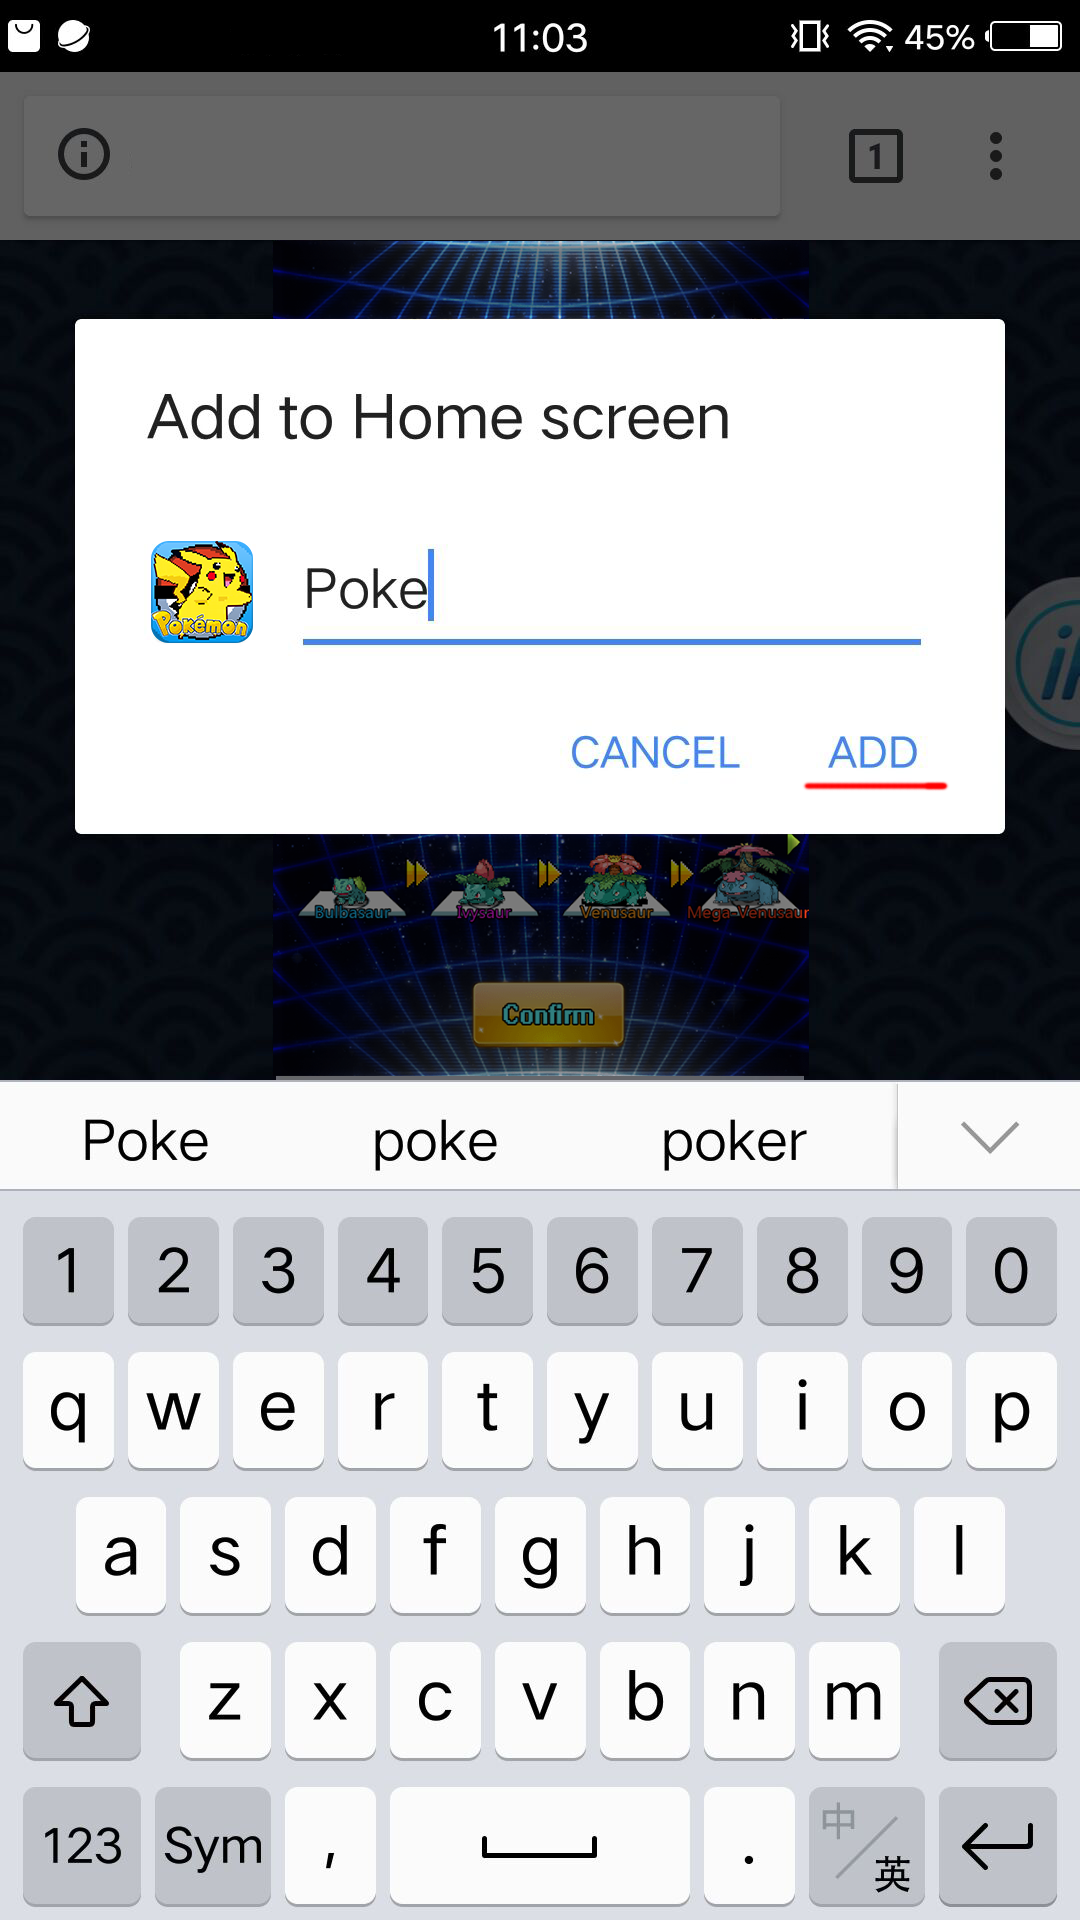 11:03
45%
1
Add to Home screen
Pokémon
Poke
CANCEL
ADD
Bulbasaur
Ivysaur
Venusaur
Mega-Venusaur
Confirm
Poke
poke
poker
1 2 3 4 5 6 7 8 9 0
q w e r t y u i o p
a s d f g h j k l
z x c v b n m
123 Sym , . 中/英